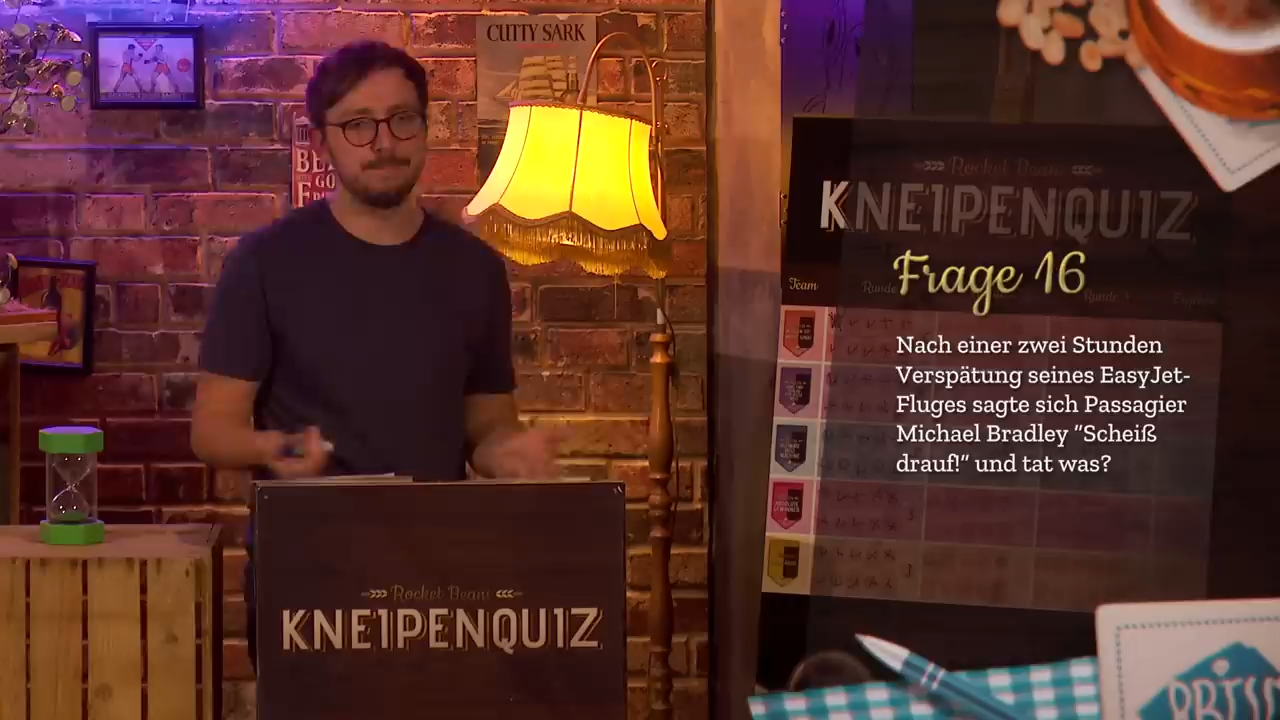 CUTTY SARK
Rocket Beans
KNEIPENQUIZ
Frage 16
Team
Runde
Nach einer zwei Stunden
Verspätung seines EasyJet-
Fluges sagte sich Passagier
Michael Bradley “Scheiß
drauf!” und tat was?
Rocket Beans
KNEIPENQUIZ